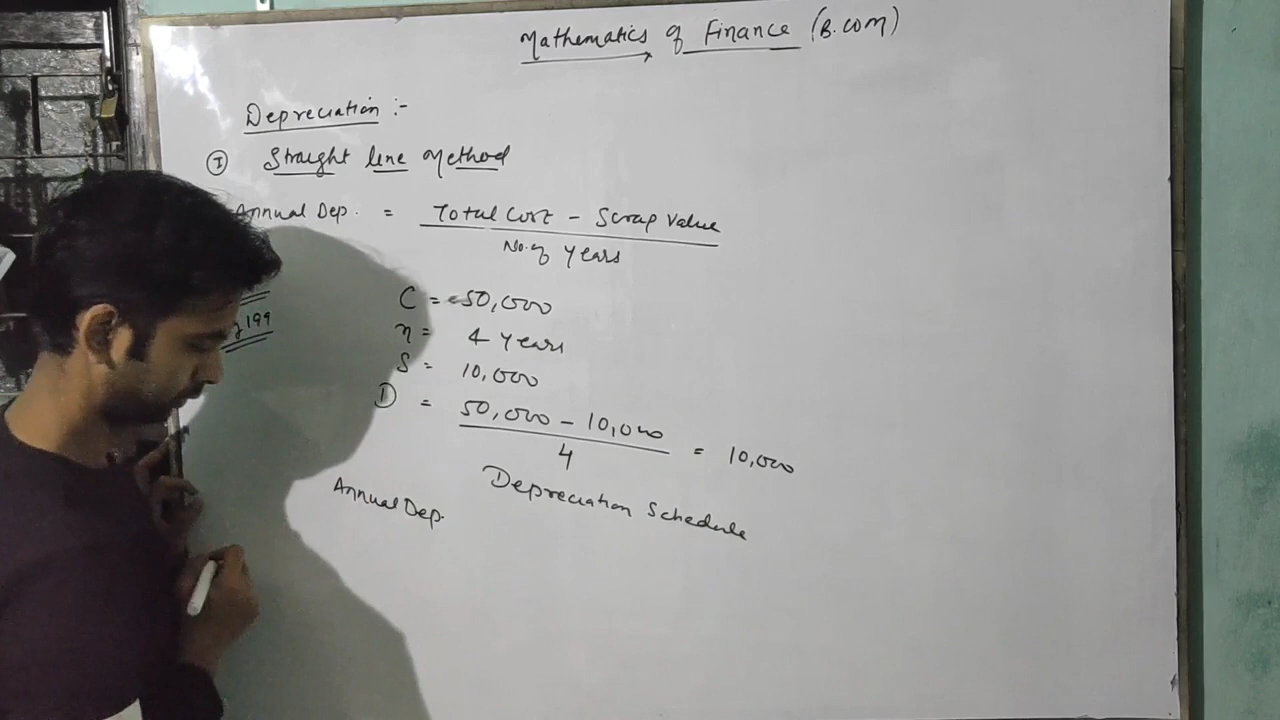 Mathematics of Finance (B.COM)
Depreciation :-
I Straight line Method
Annual Dep. = Total Cost - Scrap Value
No. of Years
199
C = 50,000
n = 4 Years
S = 10,000
D = 50,000 - 10,000 = 10,000
4
Depreciation Schedule
Annual Dep.